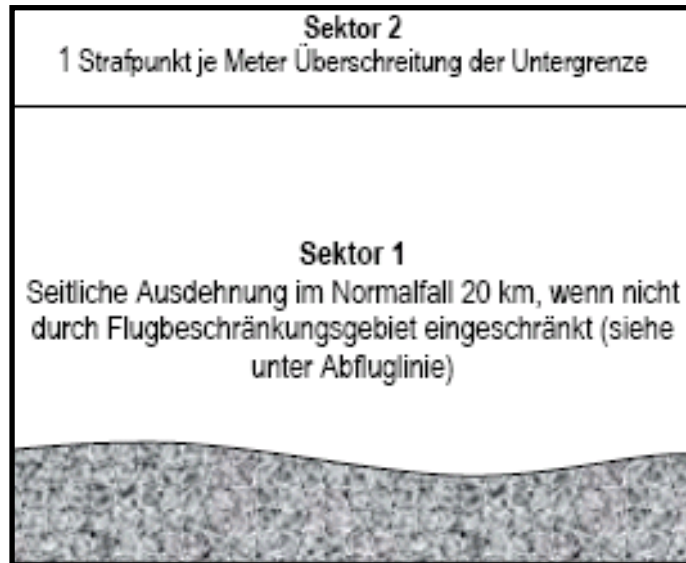 Sektor 2
1 Strafpunkt je Meter Überschreitung der Untergrenze
Sektor 1
Seitliche Ausdehnung im Normalfall 20 km, wenn nicht
durch Flugbeschränkungsgebiet eingeschränkt (siehe
unter Abfluglinie)